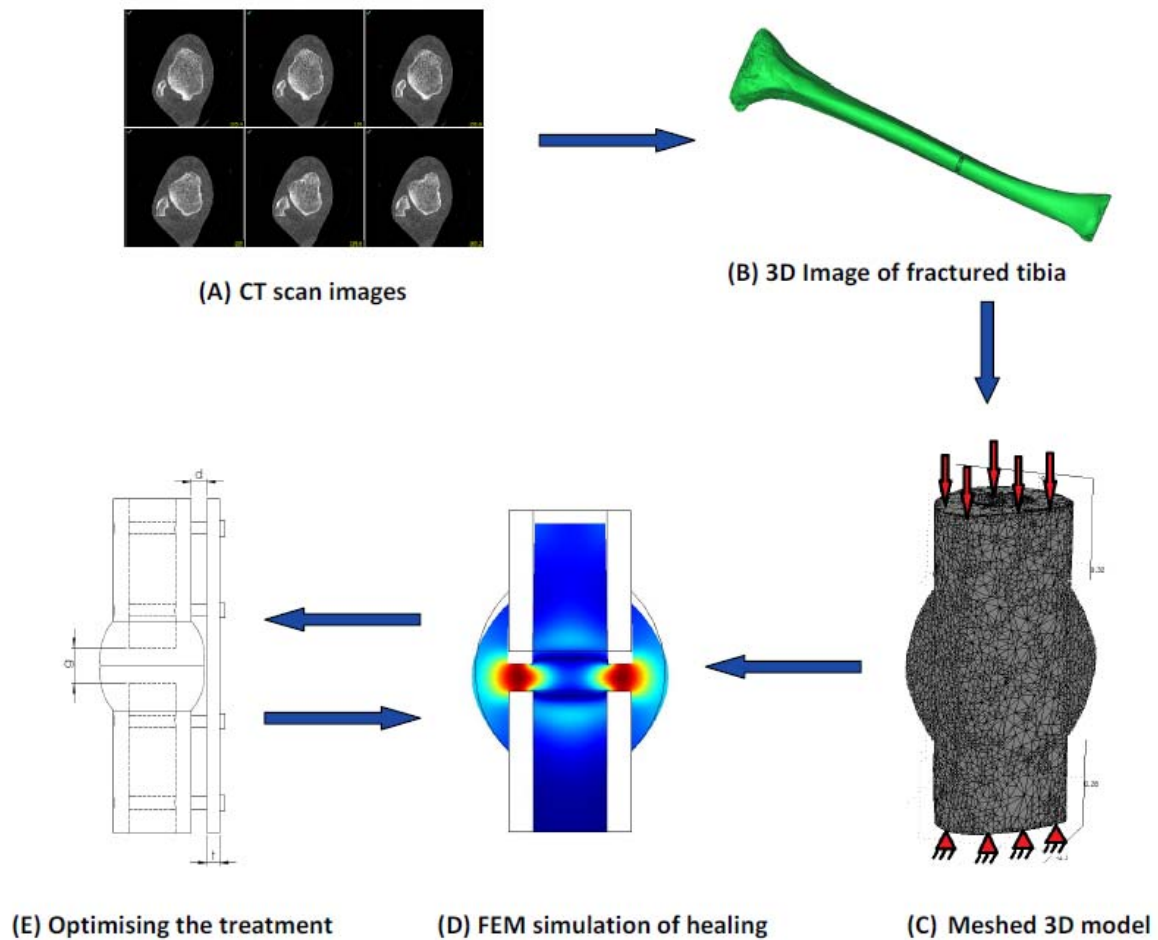 (A) CT scan images
(B) 3D Image of fractured tibia
d
g
t
(E) Optimising the treatment
(D) FEM simulation of healing
(C) Meshed 3D model